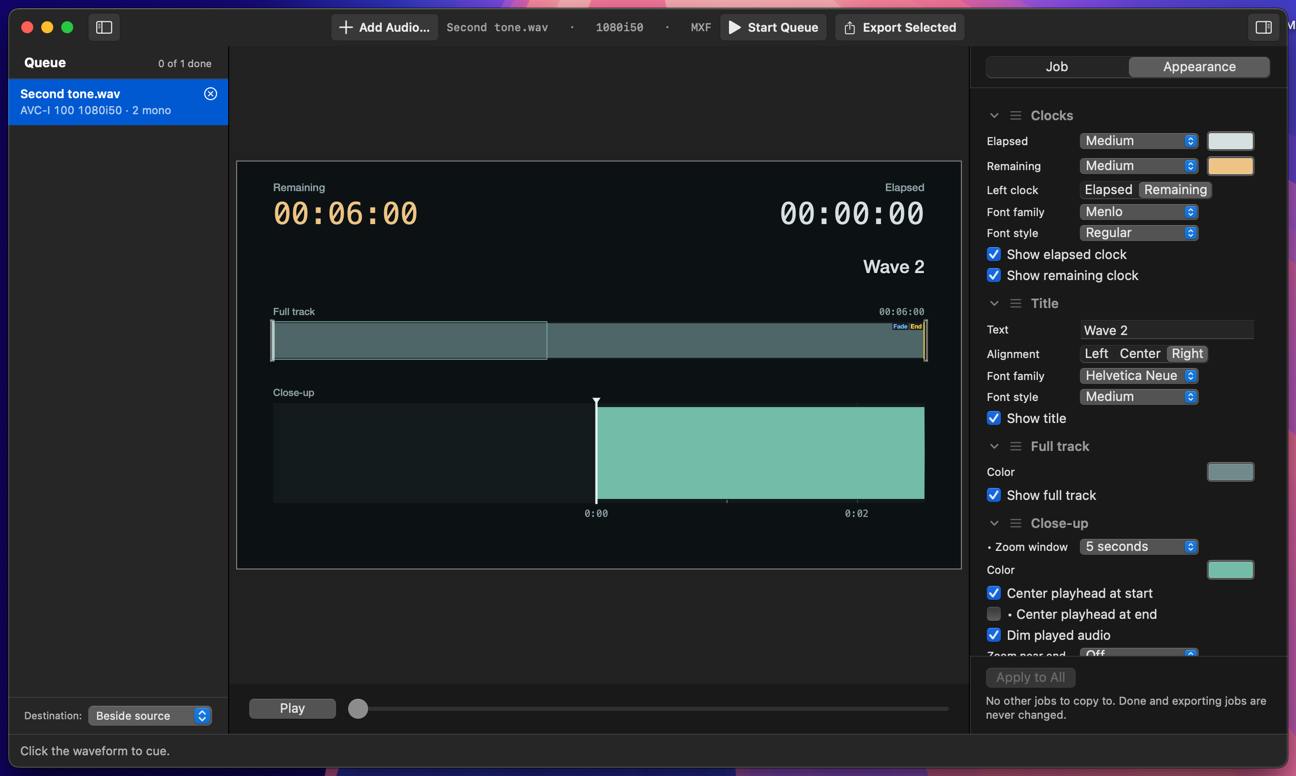 Add Audio...
Second tone.wav · 1080i50 · MXF
Start Queue
Export Selected
Queue
0 of 1 done
Second tone.wav
AVC-I 100 1080i50 · 2 mono
Destination:
Beside source
Click the waveform to cue.
Remaining
00:06:00
Elapsed
00:00:00
Wave 2
Full track
00:06:00
Fade End
Close-up
0:00
0:02
Play
Job
Appearance
Clocks
Elapsed Medium
Remaining Medium
Left clock Elapsed Remaining
Font family Menlo
Font style Regular
Show elapsed clock
Show remaining clock
Title
Text Wave 2
Alignment Left Center Right
Font family Helvetica Neue
Font style Medium
Show title
Full track
Color
Show full track
Close-up
• Zoom window 5 seconds
Color
Center playhead at start
• Center playhead at end
Dim played audio
Zoom near end Off
Apply to All
No other jobs to copy to. Done and exporting jobs are
never changed.
M